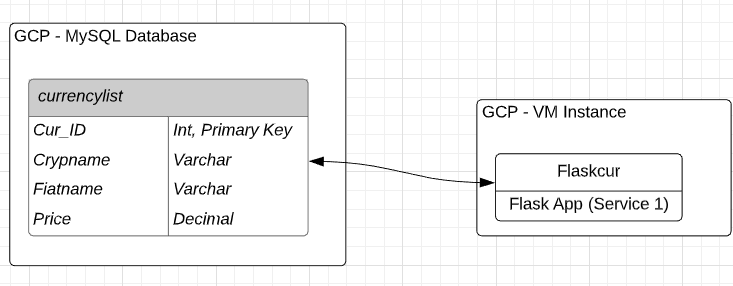 GCP - MySQL Database
currencylist
Cur_ID Int, Primary Key
Crypname Varchar
Fiatname Varchar
Price Decimal
GCP - VM Instance
Flaskcur
Flask App (Service 1)